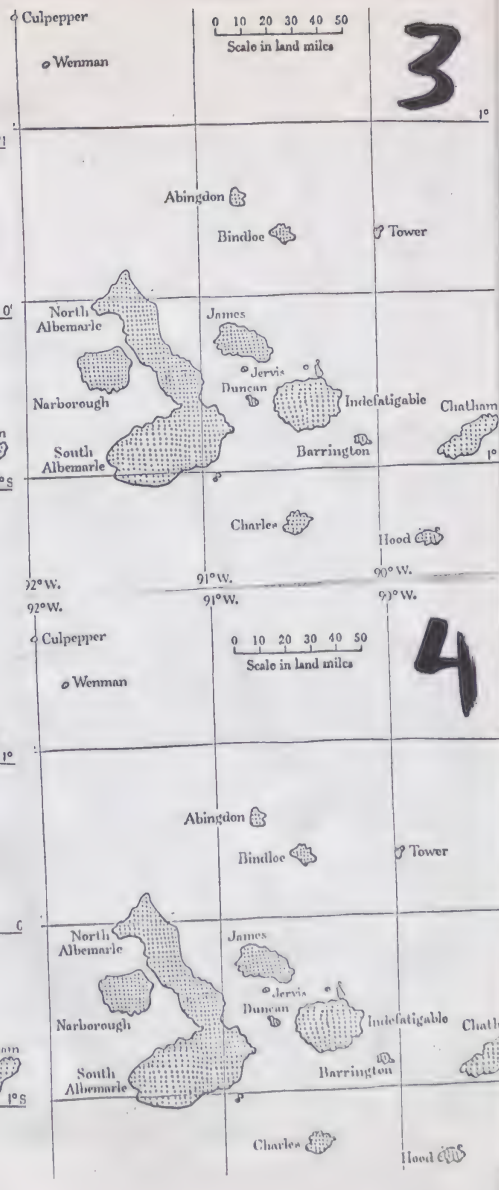 Culpepper
0 10 20 30 40 50
Scale in land miles
3
Wenman
1°
Abingdon
Bindloe
Tower
0°
North
Albemarle
James
Jervis
Duncan
Narborough
Indefatigable
Chatham
South
Albemarle
Barrington
1°
°S
Charles
Hood
92°W.
91°W.
90°W.
92°W.
91°W.
90°W.
Culpepper
0 10 20 30 40 50
Scale in land miles
4
Wenman
1°
Abingdon
Bindloe
Tower
North
Albemarle
James
Jervis
Duncan
Narborough
Indefatigable
Chath
South
Albemarle
Barrington
1°S
Charles
Hood